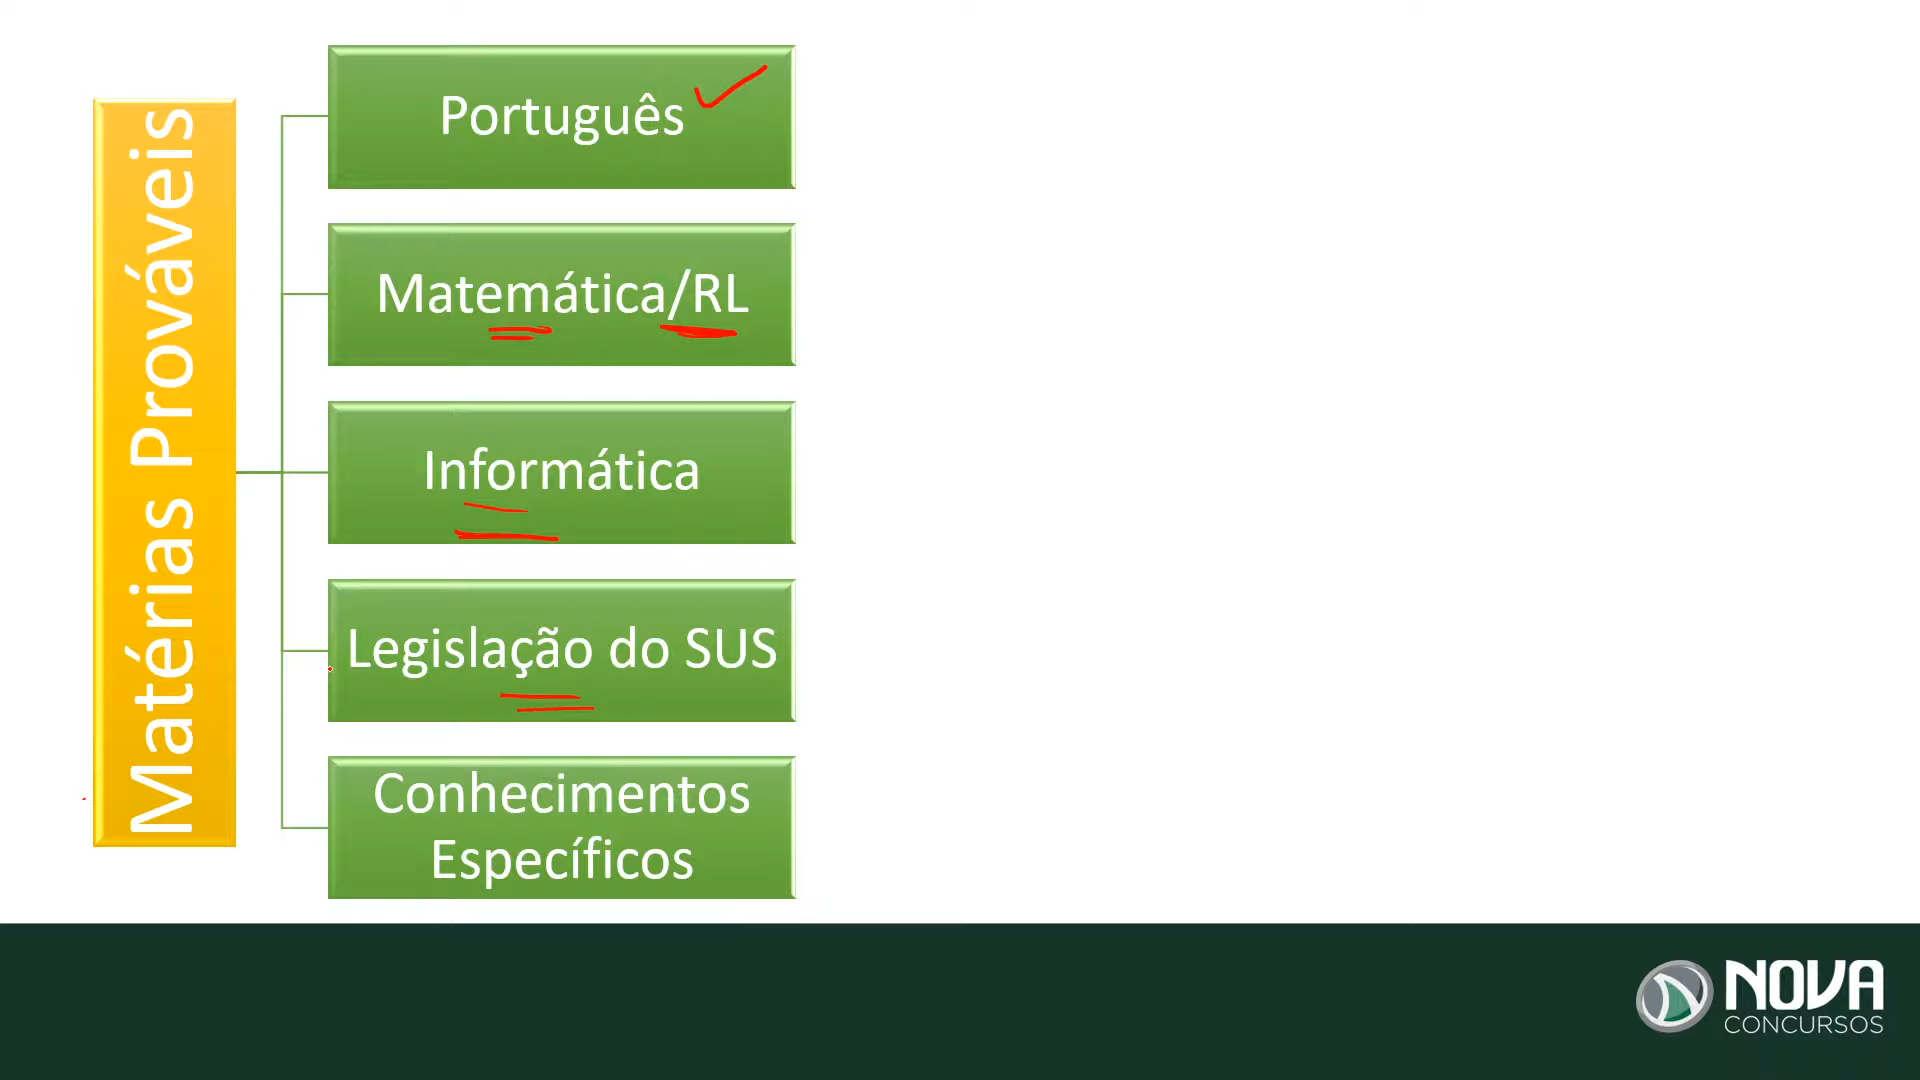 Matérias Prováveis
Português
Matemática/RL
Informática
Legislação do SUS
Conhecimentos
Específicos
NOVA
CONCURSOS